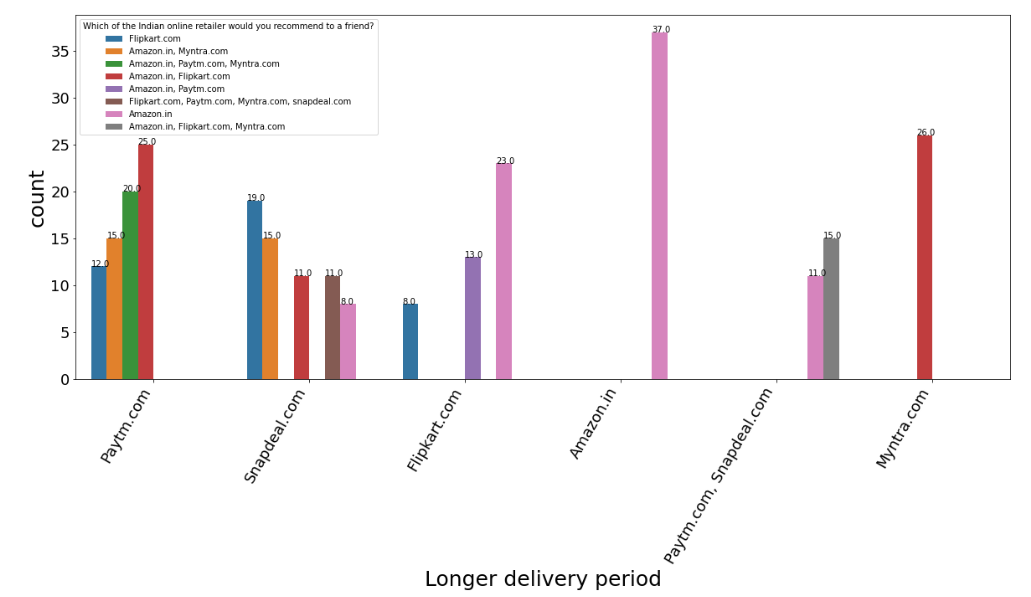 Which of the Indian online retailer would you recommend to a friend?
Flipkart.com
Amazon.in, Myntra.com
Amazon.in, Paytm.com, Myntra.com
Amazon.in, Flipkart.com
Amazon.in, Paytm.com
Flipkart.com, Paytm.com, Myntra.com, snapdeal.com
Amazon.in
Amazon.in, Flipkart.com, Myntra.com
count
35
30
25
20
15
10
5
0
12.0
15.0
20.0
25.0
19.0
15.0
11.0
11.0
8.0
8.0
13.0
23.0
37.0
11.0
15.0
26.0
Paytm.com
Snapdeal.com
Flipkart.com
Amazon.in
Paytm.com, Snapdeal.com
Myntra.com
Longer delivery period